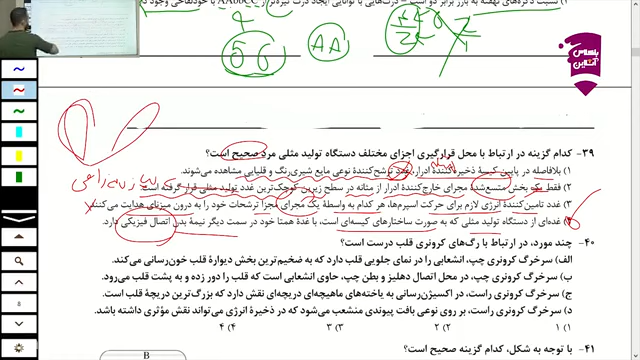 AA
۳۹- کدام گزینه در ارتباط با محل قرارگیری اجزای مختلف دستگاه تولید مثلی مرد صحیح است؟
۱) بلافاصله در پایین کیسهٔ ذخیره کنندهٔ ادرار، غدد ترشح‌کنندهٔ نوعی مایع شیری‌رنگ و قلیایی مشاهده می‌شوند.
۲) فقط یک بخش متسع‌شدهٔ مجرای خارج‌کنندهٔ ادرار از مثانه در سطح زیرین کوچک‌ترین غدد تولید مثلی قرار گرفته است.
۳) غدد تامین‌کنندهٔ انرژی لازم برای حرکت اسپرم‌ها، هر کدام به واسطهٔ یک مجرای مجزا ترشحات خود را به درون میزنای هدایت می‌کنند.
غده‌ای از دستگاه تولید مثلی که به صورت ساختارهای کیسه‌ای است، با غدهٔ همتا خود در سمت دیگر نیمهٔ بدن اتصال فیزیکی دارد.
۴۰- چند مورد، در ارتباط با رگ‌های کرونری قلب درست است؟
الف) سرخرگ کرونری چپ، انشعابی را در نمای جلویی قلب دارد که به ضخیم‌ترین بخش دیوارهٔ قلب خون‌رسانی می‌کند.
ب) سرخرگ کرونری چپ، در محل اتصال دهلیز و بطن چپ، حاوی انشعابی است که قلب را دور زده و به پشت قلب می‌رود.
ج) سرخرگ کرونری راست، در اکسیژن‌رسانی به یاخته‌های ماهیچه‌ای دریچه‌ای نقش دارد که بزرگ‌ترین دریچهٔ قلب است.
د) سرخرگ کرونری راست، بر روی نوعی بافت پیوندی منشعب می‌شود که در ذخیرهٔ انرژی می‌تواند نقش مؤثری داشته باشد.
۱) ۱ ۲) ۲ ۳) ۳ ۴) ۴
۴۱- با توجه به شکل، کدام گزینه صحیح است؟
B